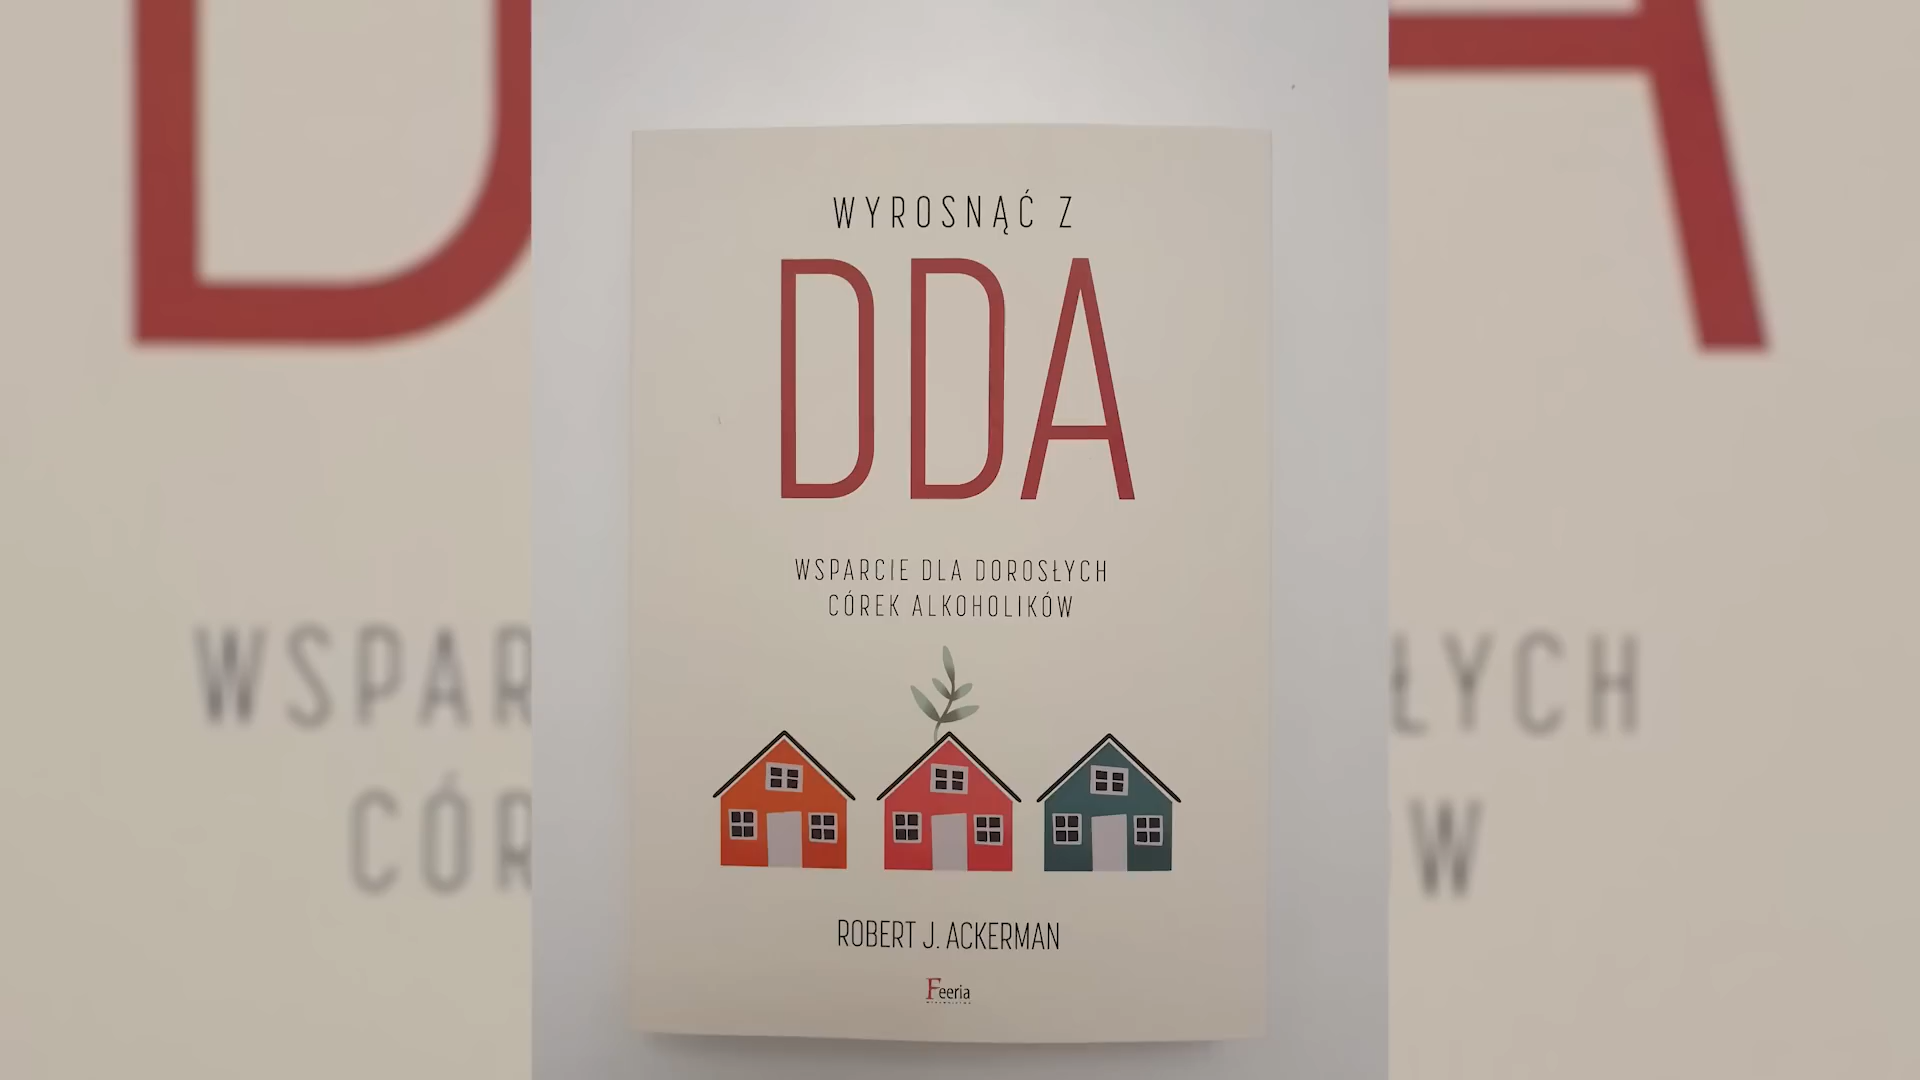 WYROSNĄĆ Z
DDA
WSPARCIE DLA DOROSŁYCH
CÓREK ALKOHOLIKÓW
ROBERT J. ACKERMAN
Feeria